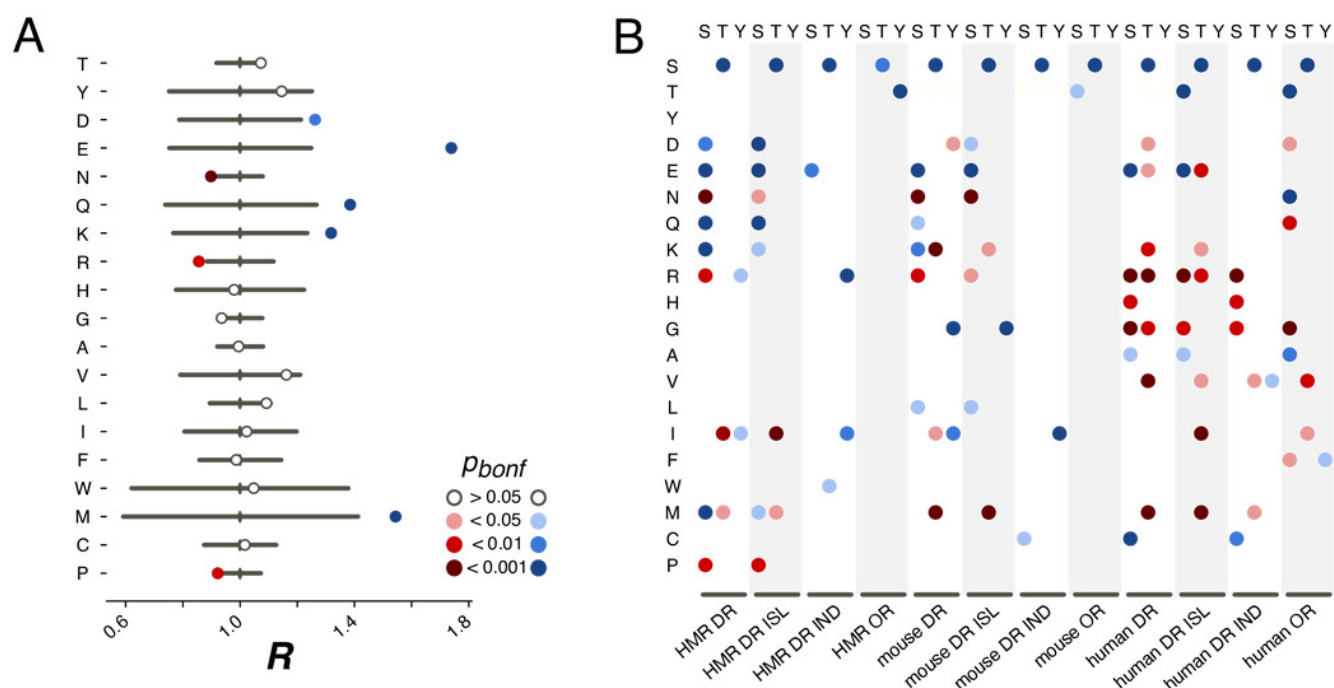 A
T
Y
D
E
N
Q
K
R
H
G
A
V
L
I
F
W
M
C
P
0.6 1.0 1.4 1.8
R
pbonf
> 0.05
< 0.05
< 0.01
< 0.001
B
S T Y S T Y S T Y S T Y S T Y S T Y S T Y S T Y S T Y S T Y S T Y S T Y
S
T
Y
D
E
N
Q
K
R
H
G
A
V
L
I
F
W
M
C
P
HMR DR
HMR DR ISL
HMR DR IND
HMR OR
mouse DR
mouse DR ISL
mouse DR IND
mouse OR
human DR
human DR ISL
human DR IND
human OR